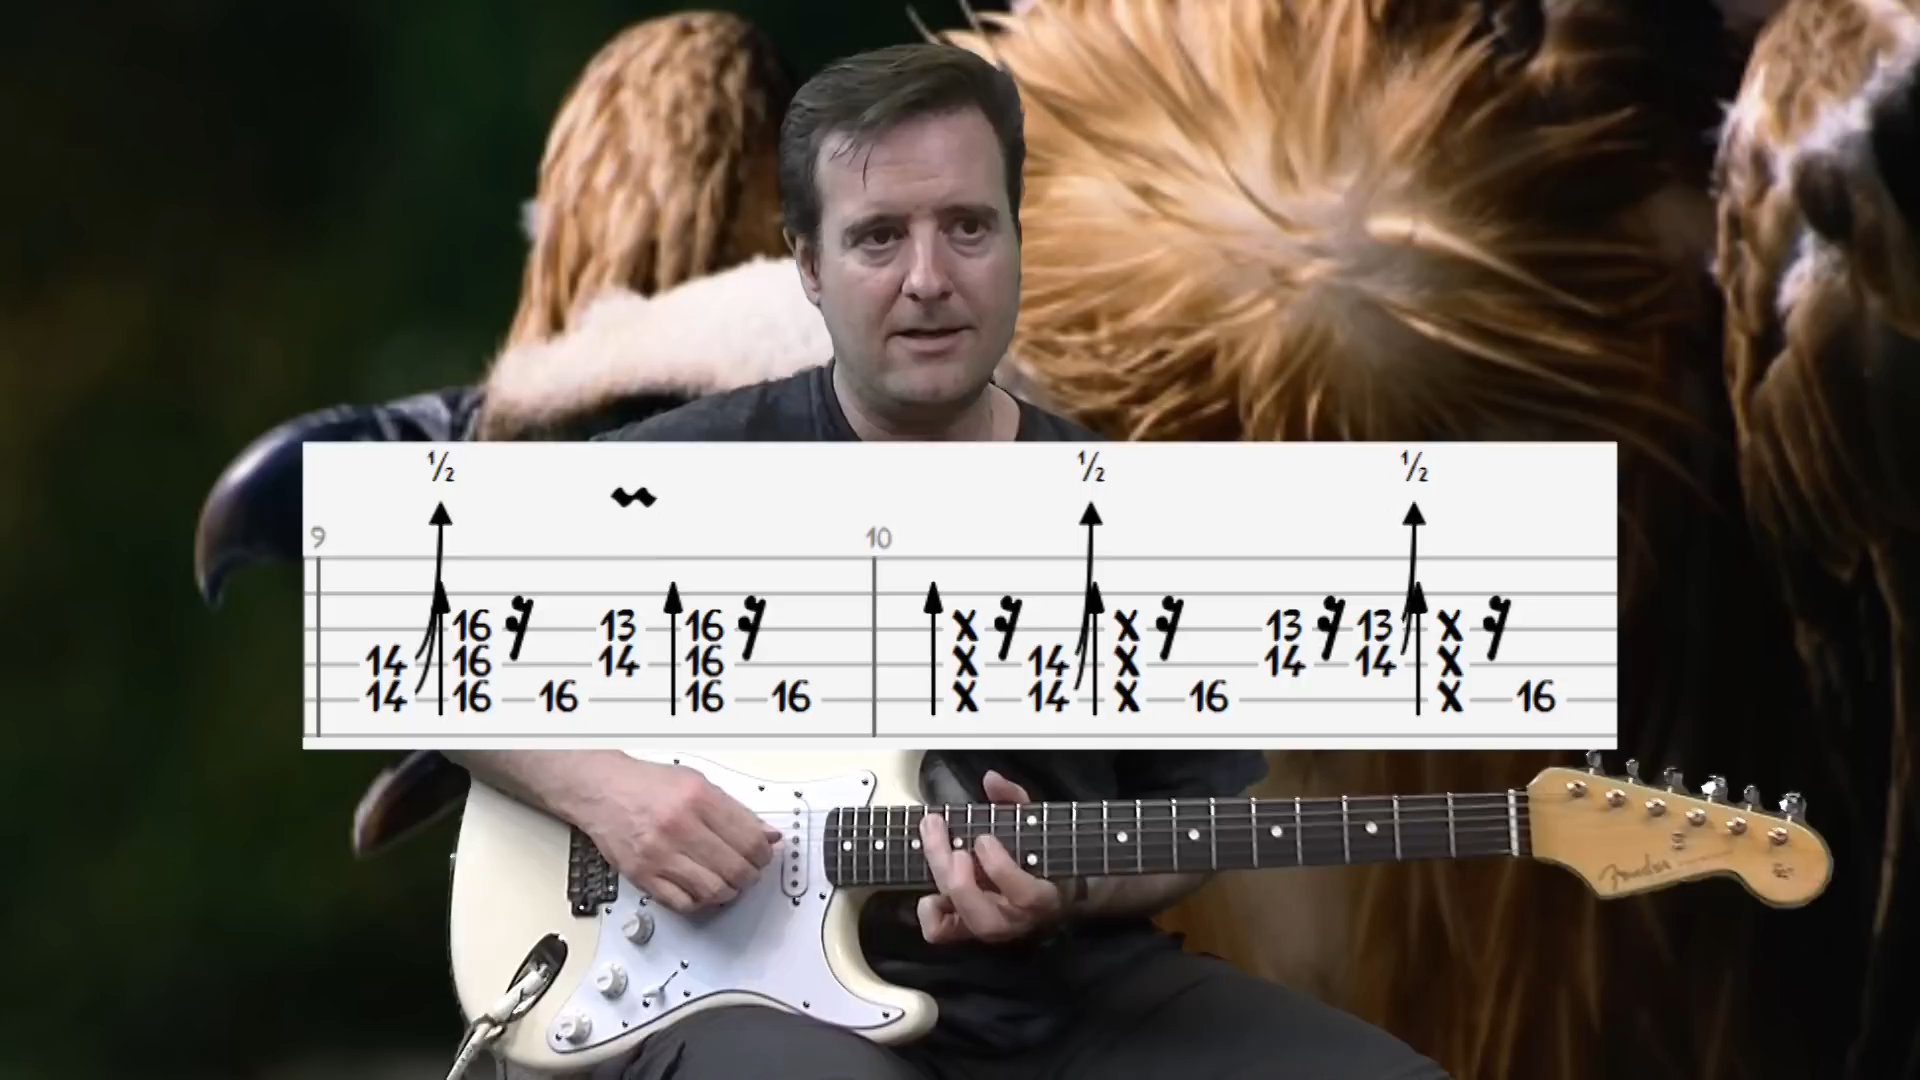 ½ ½ ½
9 10
16 13 16 X X 13 13 X
14 16 14 16 X 14 X 14 14 X
14 16 16 16 16 X 14 X 16 X 16
Fender